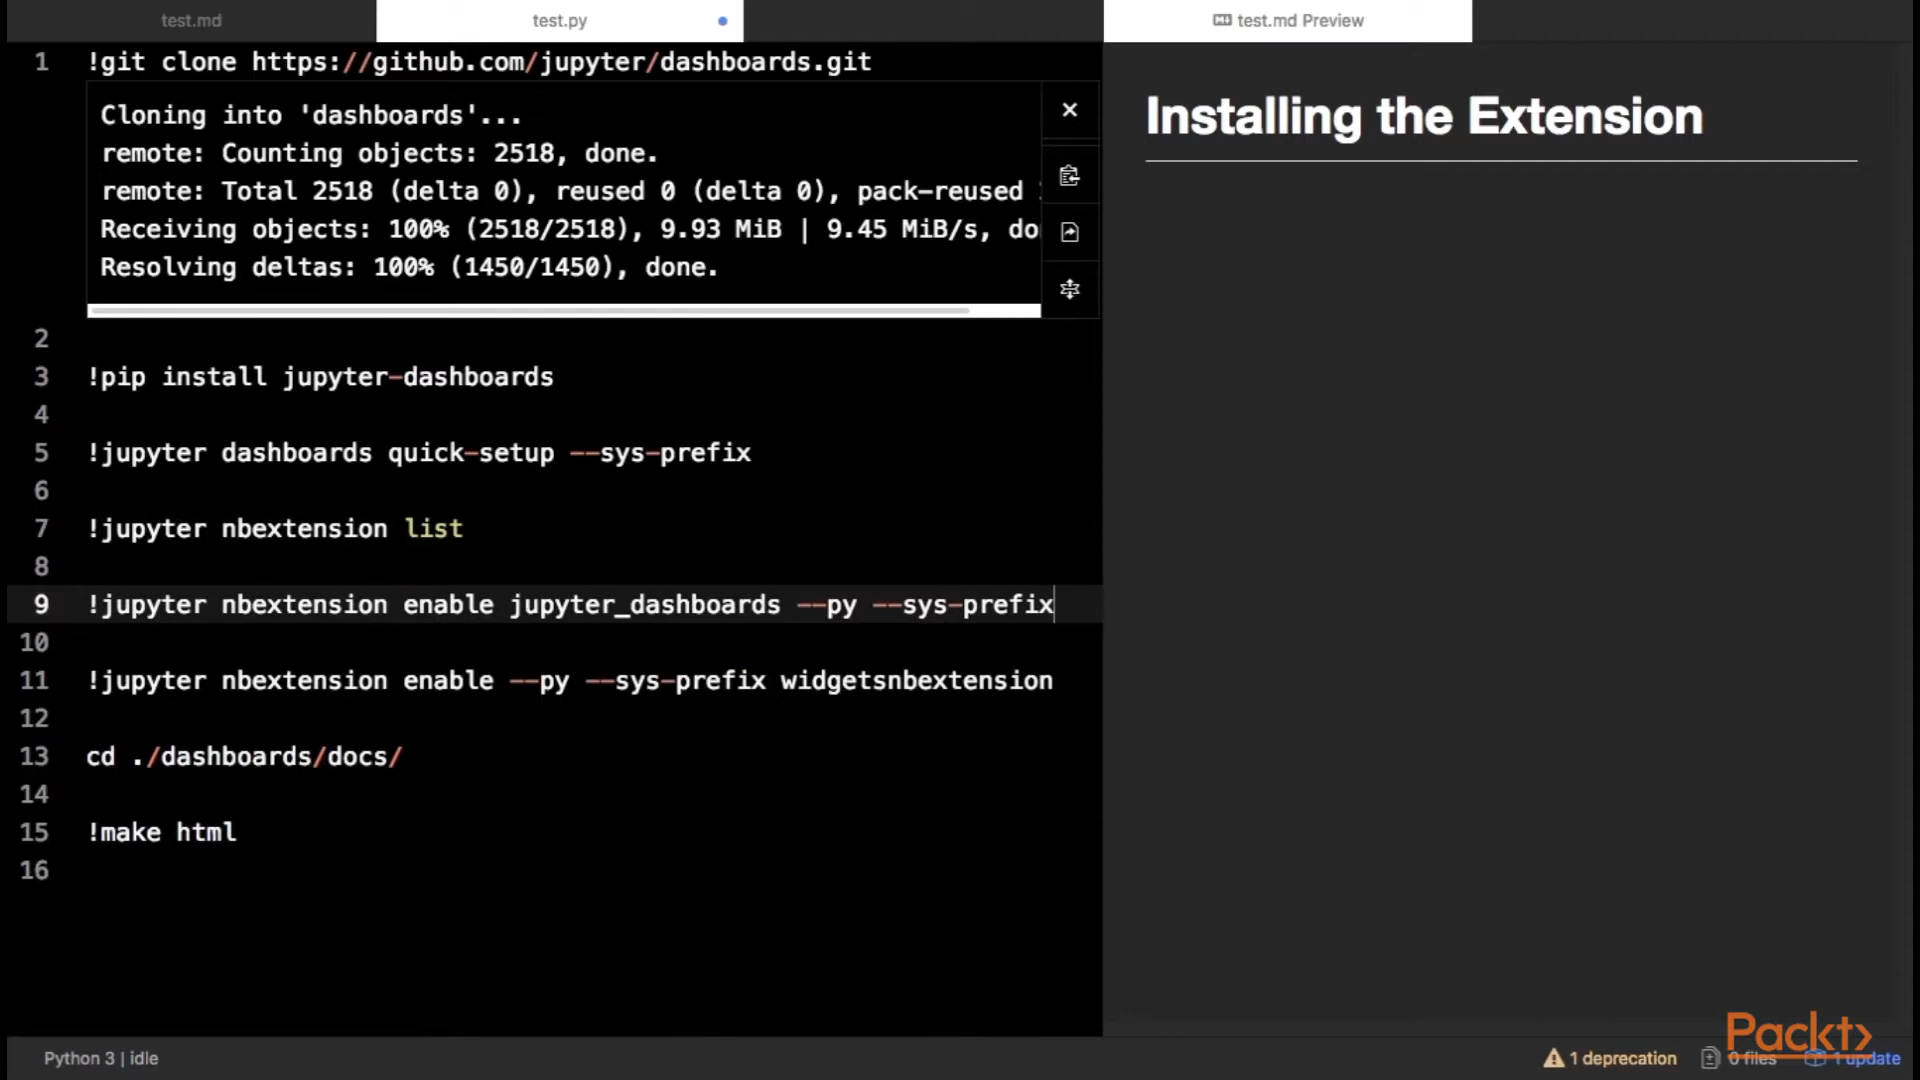 test.md
test.py
test.md Preview
1 !git clone https://github.com/jupyter/dashboards.git
Cloning into 'dashboards'...
remote: Counting objects: 2518, done.
remote: Total 2518 (delta 0), reused 0 (delta 0), pack-reused
Receiving objects: 100% (2518/2518), 9.93 MiB | 9.45 MiB/s, do
Resolving deltas: 100% (1450/1450), done.
2
3 !pip install jupyter-dashboards
4
5 !jupyter dashboards quick-setup --sys-prefix
6
7 !jupyter nbextension list
8
9 !jupyter nbextension enable jupyter_dashboards --py --sys-prefix
10
11 !jupyter nbextension enable --py --sys-prefix widgetsnbextension
12
13 cd ./dashboards/docs/
14
15 !make html
16
Installing the Extension
Packt>
Python 3 | idle
1 deprecation
0 files
1 update